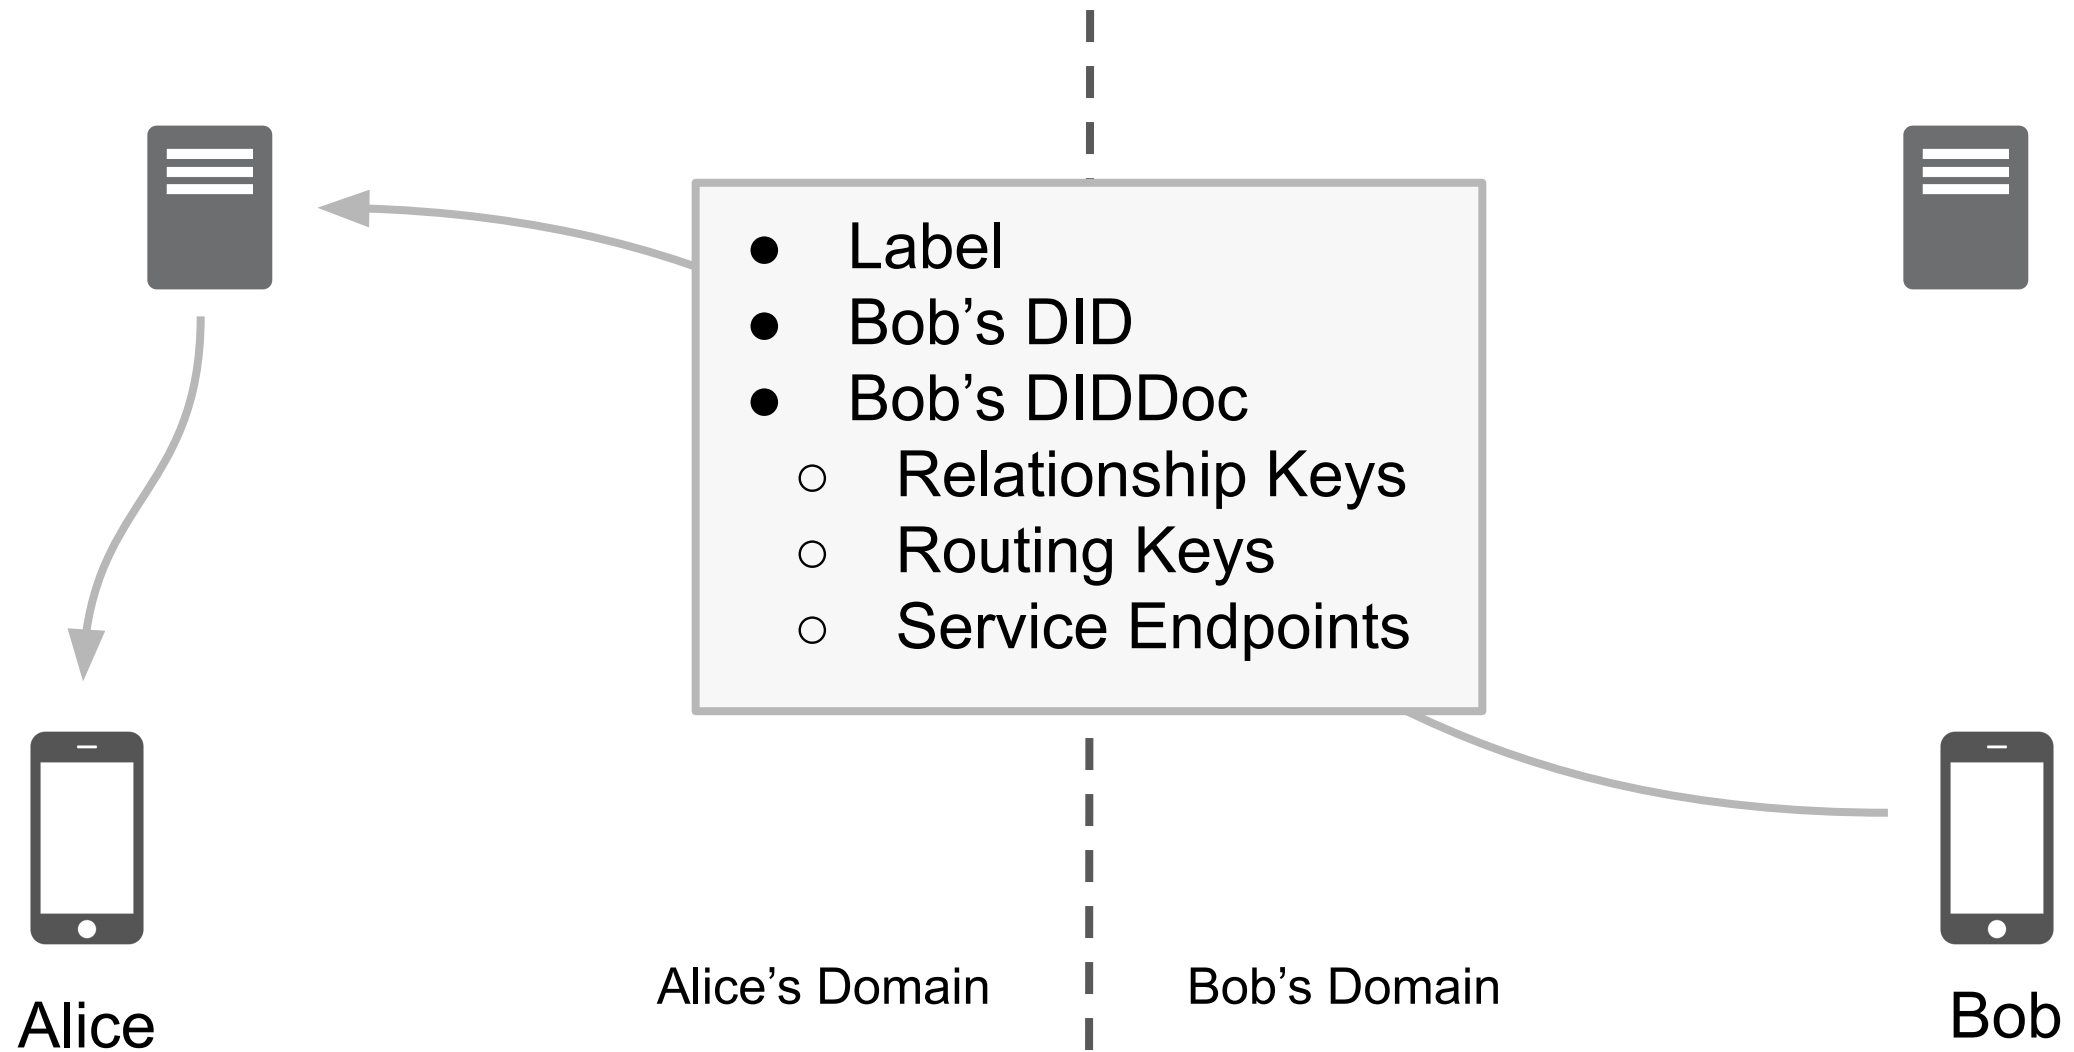 ● Label
● Bob’s DID
● Bob’s DIDDoc
○ Relationship Keys
○ Routing Keys
○ Service Endpoints
Alice’s Domain
Bob’s Domain
Alice
Bob